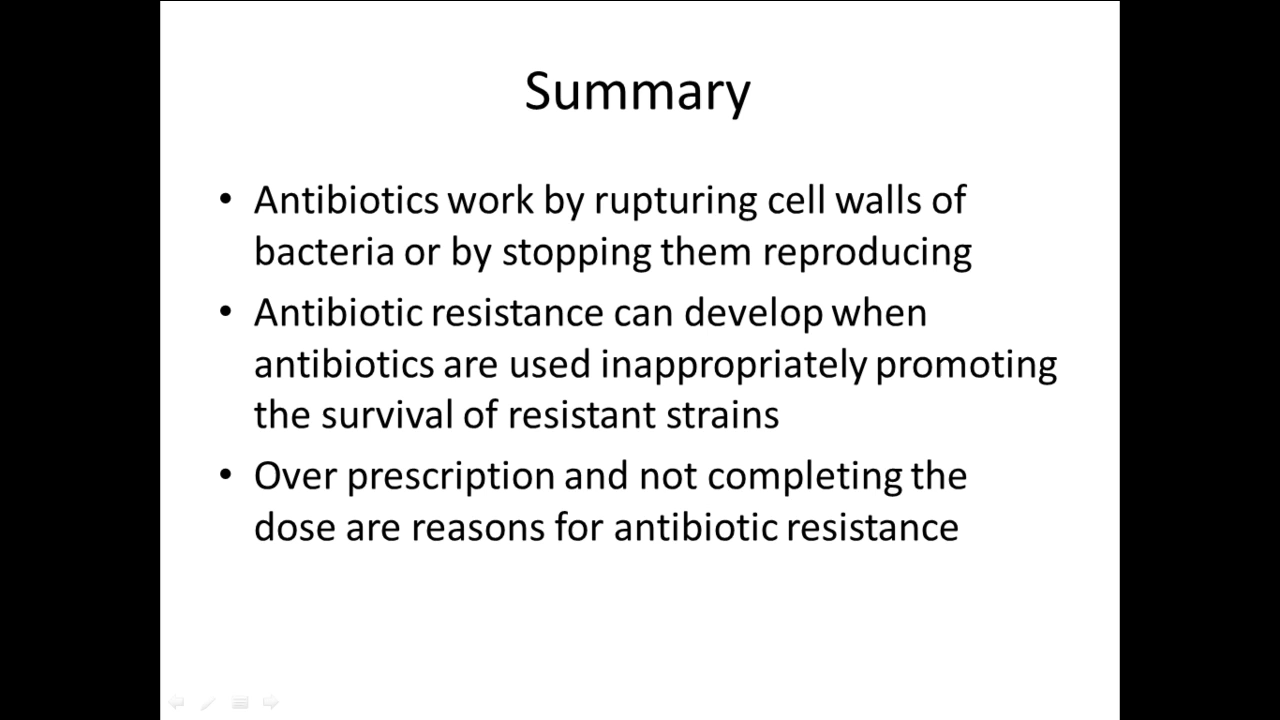 Summary
• Antibiotics work by rupturing cell walls of
bacteria or by stopping them reproducing
• Antibiotic resistance can develop when
antibiotics are used inappropriately promoting
the survival of resistant strains
• Over prescription and not completing the
dose are reasons for antibiotic resistance